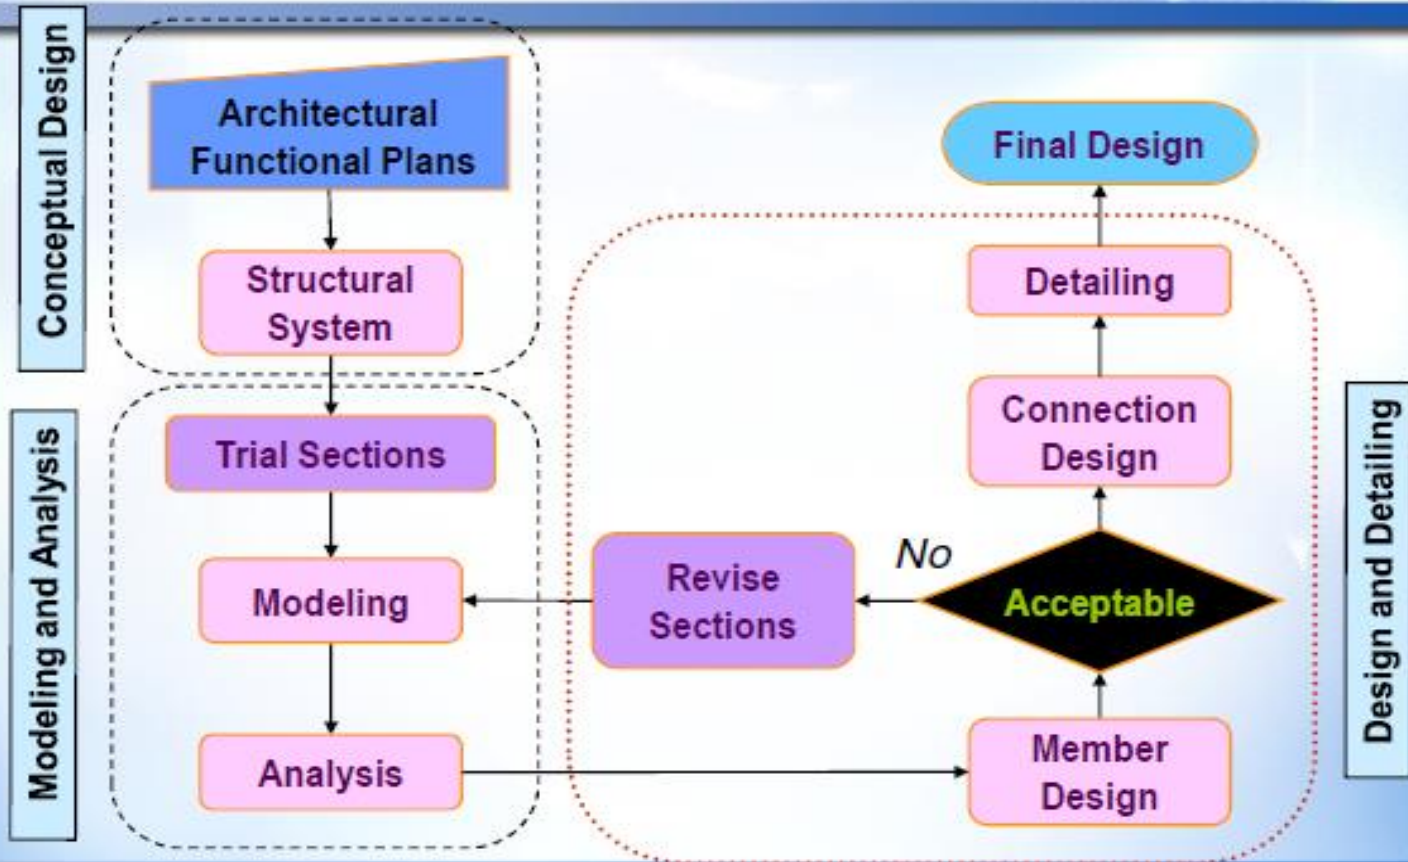 Conceptual Design
Architectural
Functional Plans
Structural
System
Modeling and Analysis
Trial Sections
Modeling
Analysis
Revise
Sections
No
Final Design
Detailing
Connection
Design
Acceptable
Member
Design
Design and Detailing